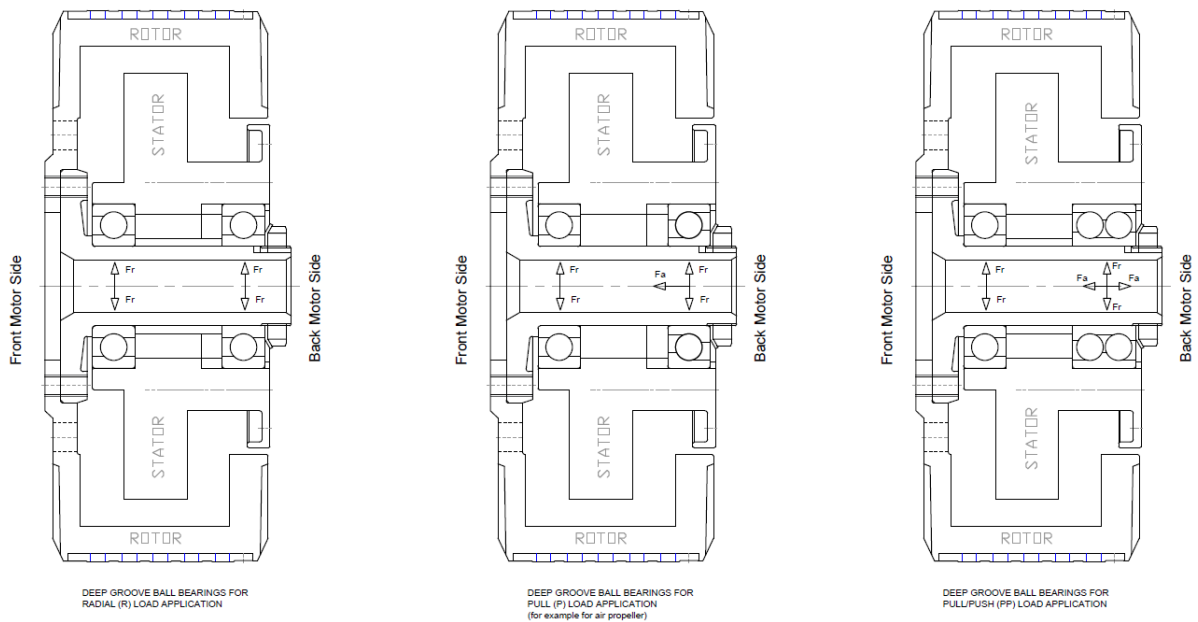 ROTOR
STATOR
Front Motor Side
Fr
Fr
Fr
Fr
Back Motor Side
STATOR
ROTOR
DEEP GROOVE BALL BEARINGS FOR
RADIAL (R) LOAD APPLICATION
ROTOR
STATOR
Front Motor Side
Fr
Fr
Fa
Fr
Fr
Back Motor Side
STATOR
ROTOR
DEEP GROOVE BALL BEARINGS FOR
PULL (P) LOAD APPLICATION
(for example for air propeller)
ROTOR
STATOR
Front Motor Side
Fr
Fr
Fr
Fa
Fa
Fr
Back Motor Side
STATOR
ROTOR
DEEP GROOVE BALL BEARINGS FOR
PULL/PUSH (PP) LOAD APPLICATION